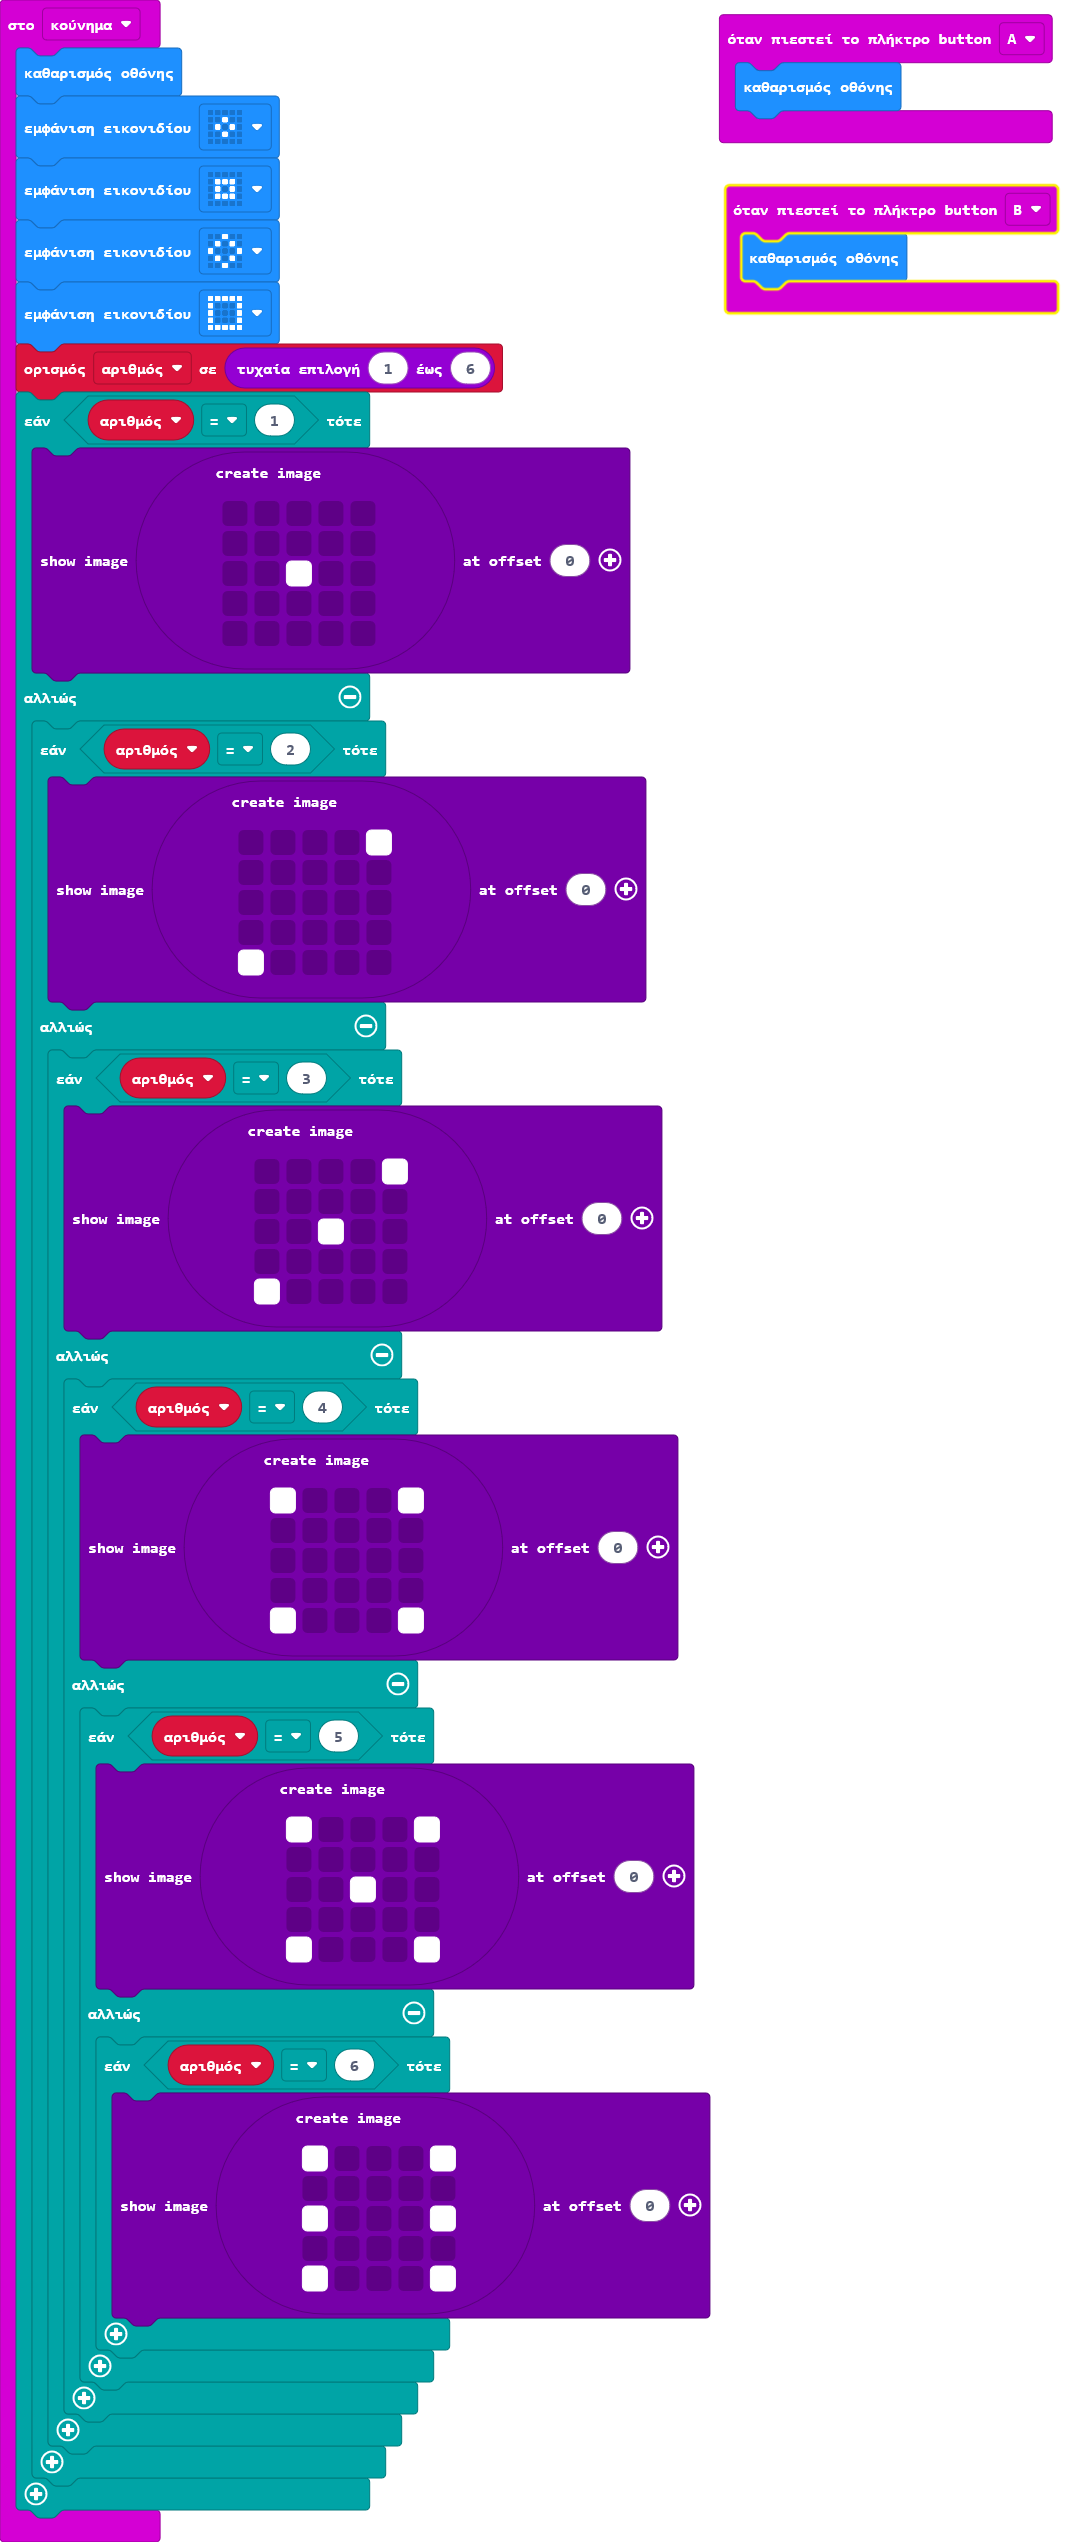 στο κούνημα
καθαρισμός οθόνης
εμφάνιση εικονιδίου
εμφάνιση εικονιδίου
εμφάνιση εικονιδίου
εμφάνιση εικονιδίου
ορισμός αριθμός σε τυχαία επιλογή 1 έως 6
εάν αριθμός = 1 τότε
create image
show image at offset 0
αλλιώς
εάν αριθμός = 2 τότε
create image
show image at offset 0
αλλιώς
εάν αριθμός = 3 τότε
create image
show image at offset 0
αλλιώς
εάν αριθμός = 4 τότε
create image
show image at offset 0
αλλιώς
εάν αριθμός = 5 τότε
create image
show image at offset 0
αλλιώς
εάν αριθμός = 6 τότε
create image
show image at offset 0
όταν πιεστεί το πλήκτρο button A
καθαρισμός οθόνης
όταν πιεστεί το πλήκτρο button B
καθαρισμός οθόνης